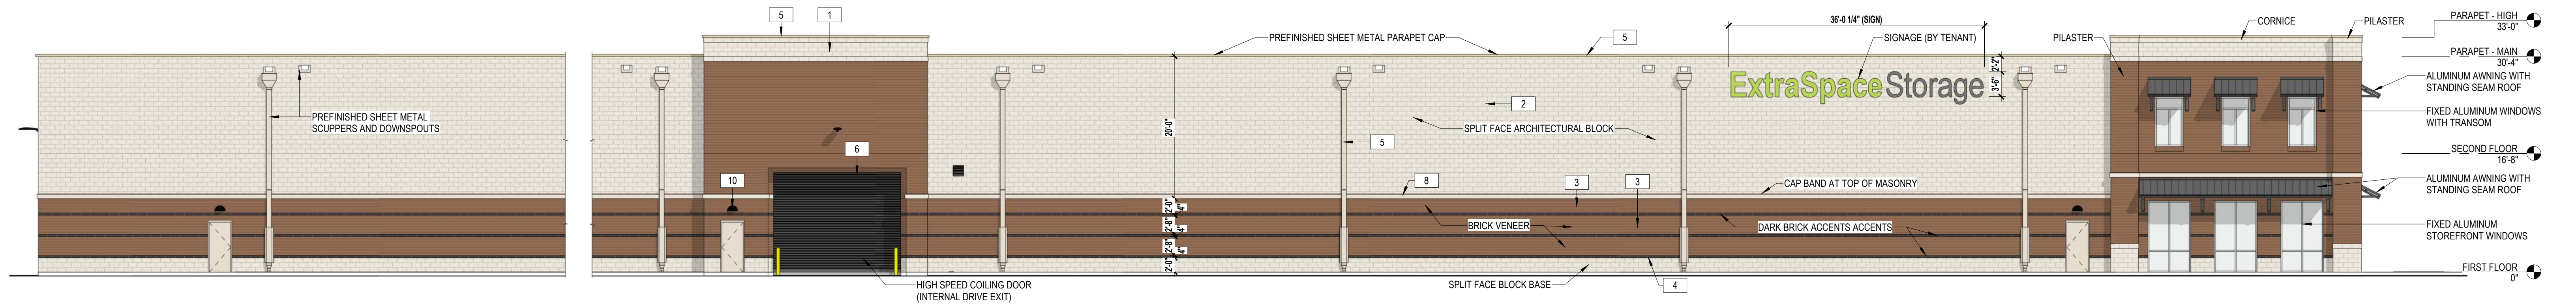 5
1
36'-0 1/4" (SIGN)
CORNICE
PILASTER
PARAPET - HIGH
33'-0"
PREFINISHED SHEET METAL PARAPET CAP
5
SIGNAGE (BY TENANT)
PILASTER
PARAPET - MAIN
30'-4"
2'-2"
3'-6"
ExtraSpaceStorage
ALUMINUM AWNING WITH
STANDING SEAM ROOF
2
PREFINISHED SHEET METAL
SCUPPERS AND DOWNSPOUTS
20'-0"
SPLIT FACE ARCHITECTURAL BLOCK
FIXED ALUMINUM WINDOWS
WITH TRANSOM
6
5
SECOND FLOOR
16'-8"
10
8
3
3
CAP BAND AT TOP OF MASONRY
ALUMINUM AWNING WITH
STANDING SEAM ROOF
2'-0"
4"
2'-8"
4"
2'-8"
4"
2'-0"
BRICK VENEER
DARK BRICK ACCENTS ACCENTS
FIXED ALUMINUM
STOREFRONT WINDOWS
HIGH SPEED COILING DOOR
(INTERNAL DRIVE EXIT)
SPLIT FACE BLOCK BASE
4
FIRST FLOOR
0"